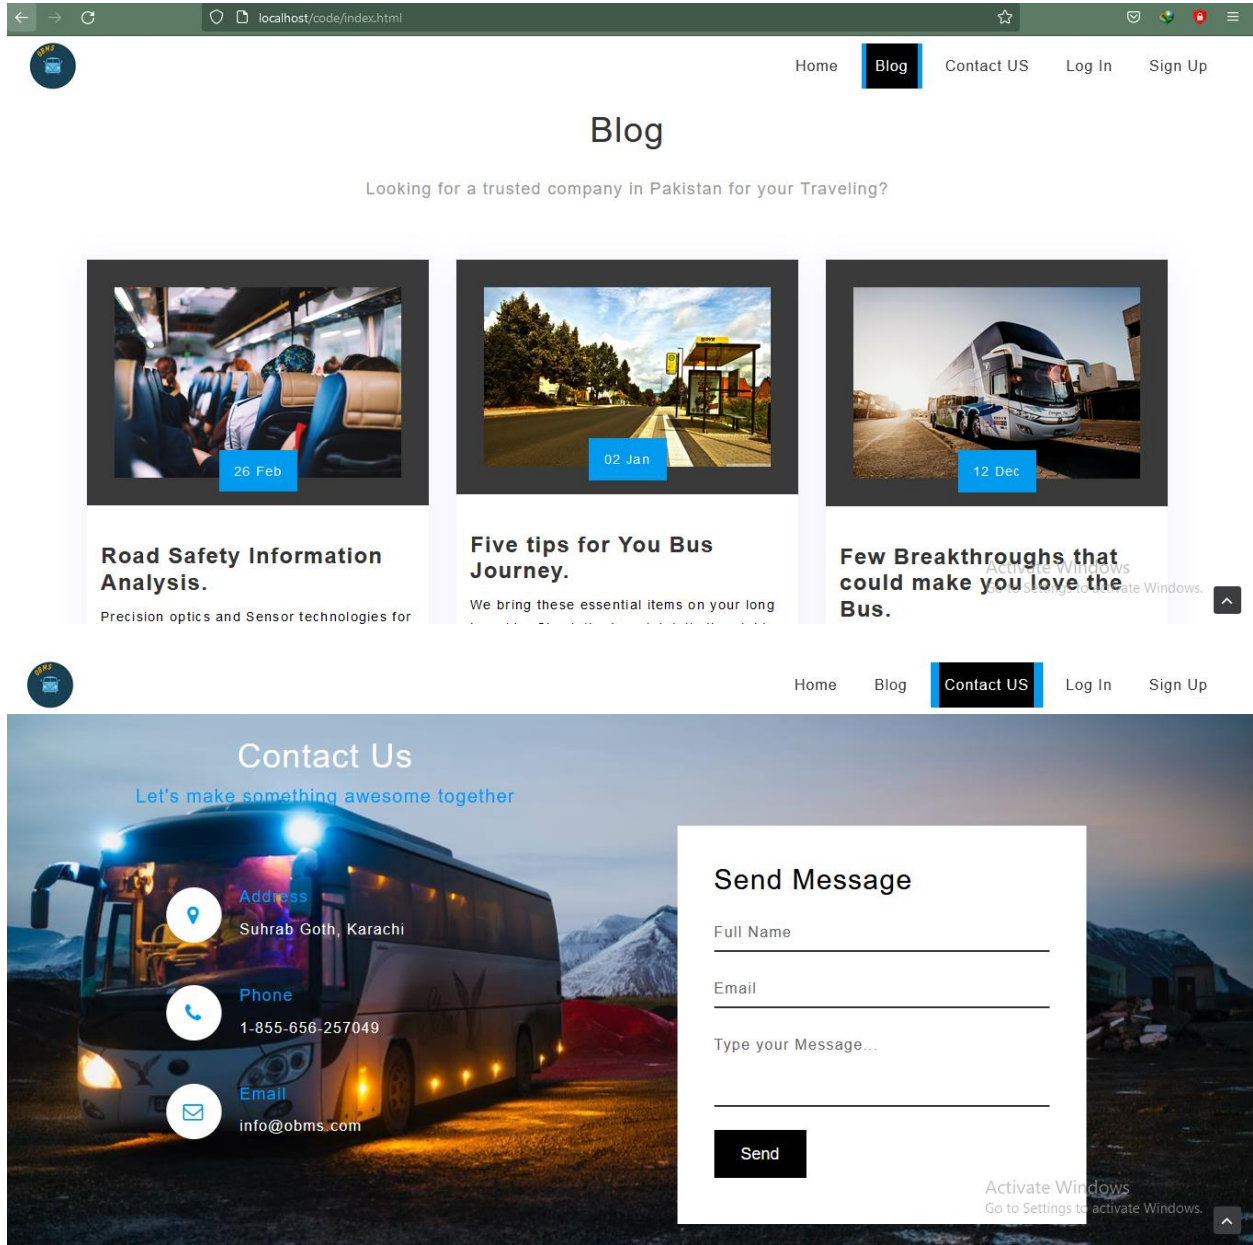 localhost/code/index.html
OBMS
Home Blog Contact US Log In Sign Up
Blog
Looking for a trusted company in Pakistan for your Traveling?
26 Feb
02 Jan
12 Dec
Road Safety Information
Analysis.
Precision optics and Sensor technologies for
Five tips for You Bus
Journey.
We bring these essential items on your long
Few Breakthroughs that
could make you love the
Bus.
Activate Windows
Go to Settings to activate Windows.
OBMS
Home Blog Contact US Log In Sign Up
Contact Us
Let's make something awesome together
Address
Suhrab Goth, Karachi
Phone
1-855-656-257049
Email
info@obms.com
Send Message
Full Name
Email
Type your Message...
Send
Activate Windows
Go to Settings to activate Windows.